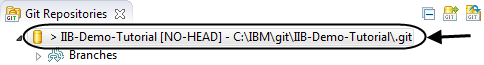 Git Repositories
> IIB-Demo-Tutorial [NO-HEAD] - C:\IBM\git\IIB-Demo-Tutorial\.git
Branches